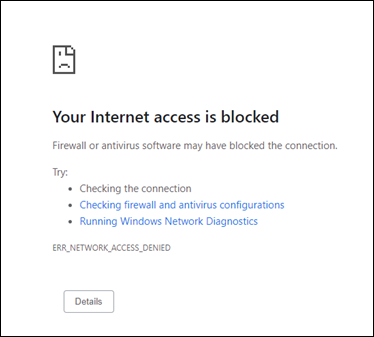 Your Internet access is blocked
Firewall or antivirus software may have blocked the connection.
Try:
• Checking the connection
• Checking firewall and antivirus configurations
• Running Windows Network Diagnostics
ERR_NETWORK_ACCESS_DENIED
Details